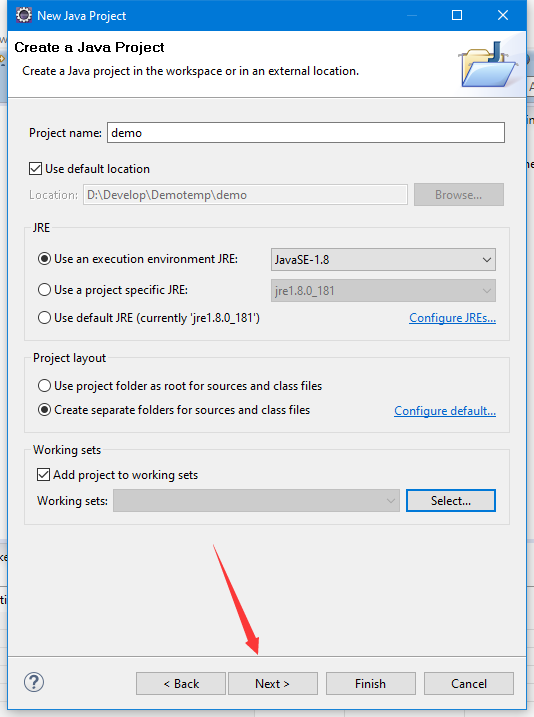 New Java Project
Create a Java Project
Create a Java project in the workspace or in an external location.
Project name: demo
Use default location
Location: D:\Develop\Demotemp\demo Browse...
JRE
Use an execution environment JRE: JavaSE-1.8
Use a project specific JRE: jre1.8.0_181
Use default JRE (currently 'jre1.8.0_181') Configure JREs...
Project layout
Use project folder as root for sources and class files
Create separate folders for sources and class files Configure default...
Working sets
Add project to working sets
Working sets: Select...
? < Back Next > Finish Cancel